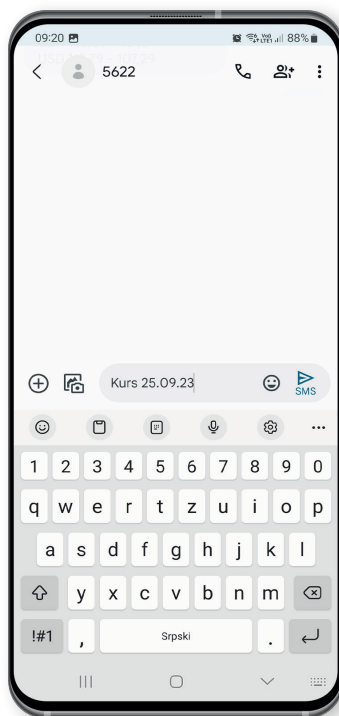 09:20 88%
5622
Kurs 25.09.23
SMS
1 2 3 4 5 6 7 8 9 0
q w e r t z u i o p
a s d f g h j k l
y x c v b n m
!#1 , Srpski .